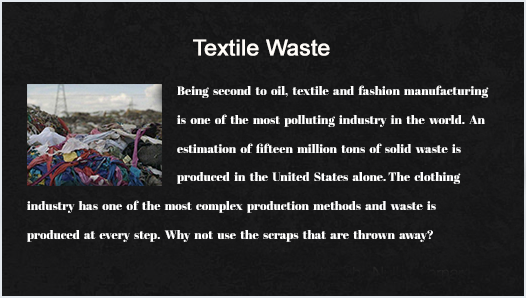 Textile Waste
Being second to oil, textile and fashion manufacturing
is one of the most polluting industry in the world. An
estimation of fifteen million tons of solid waste is
produced in the United States alone. The clothing
industry has one of the most complex production methods and waste is
produced at every step. Why not use the scraps that are thrown away?